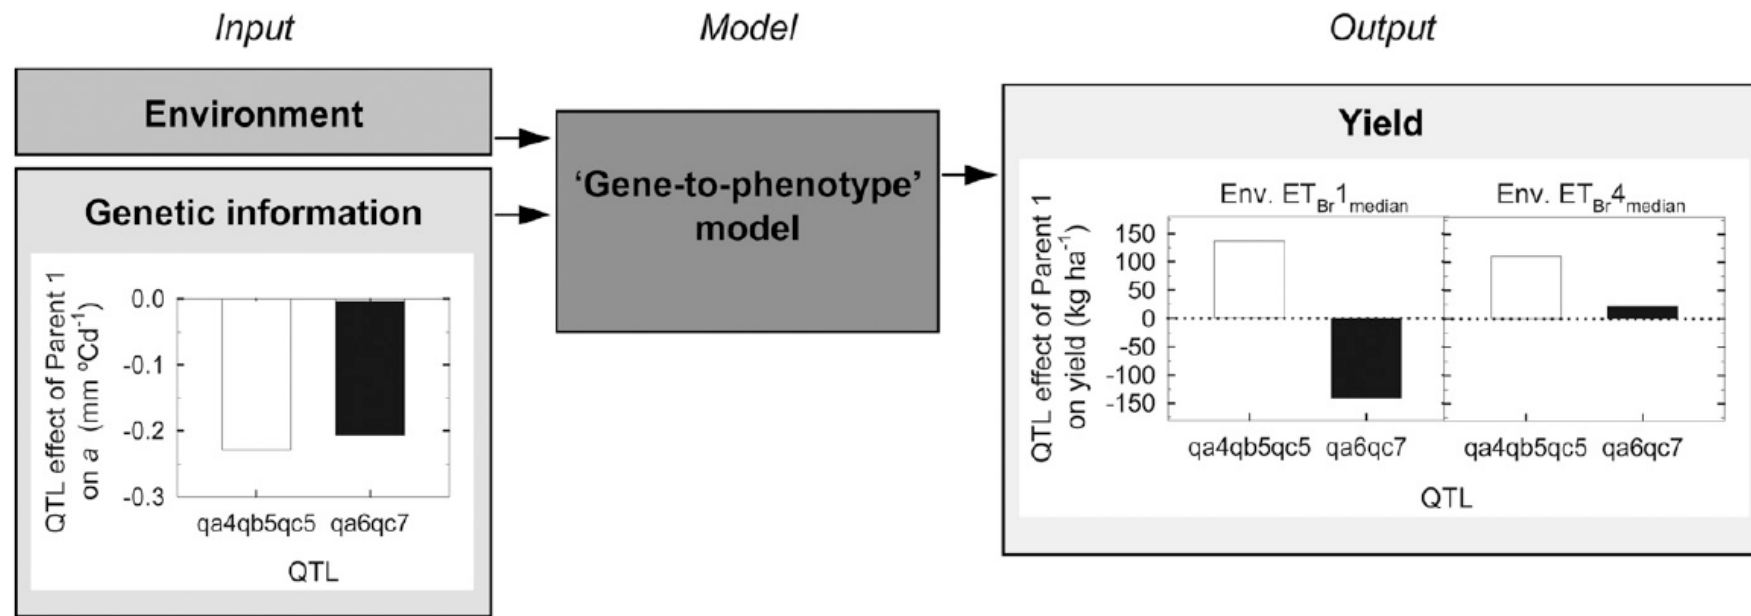 Input
Model
Output
Environment
Genetic information
QTL effect of Parent 1
on a (mm ºCd⁻¹)
0.0
-0.1
-0.2
-0.3
qa4qb5qc5 qa6qc7
QTL
‘Gene-to-phenotype’
model
Yield
Env. ET_Br1_median
Env. ET_Br4_median
QTL effect of Parent 1
on yield (kg ha⁻¹)
150
100
50
0
-50
-100
-150
qa4qb5qc5 qa6qc7 qa4qb5qc5 qa6qc7
QTL